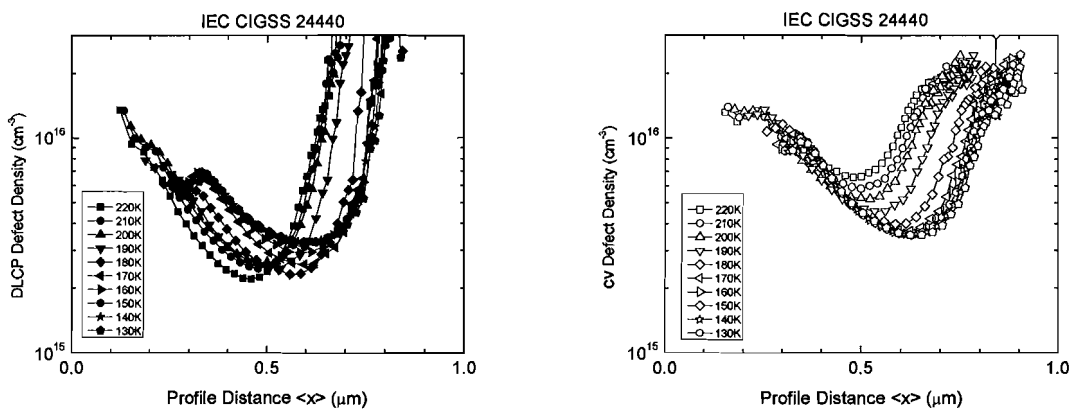 IEC CIGSS 24440
DLCP Defect Density (cm-3)
10^16
10^15
220K
210K
200K
190K
180K
170K
160K
150K
140K
130K
0.0 0.5 1.0
Profile Distance <x> (μm)
IEC CIGSS 24440
CV Defect Density (cm-3)
10^16
10^15
220K
210K
200K
190K
180K
170K
160K
150K
140K
130K
0.0 0.5 1.0
Profile Distance <x> (μm)